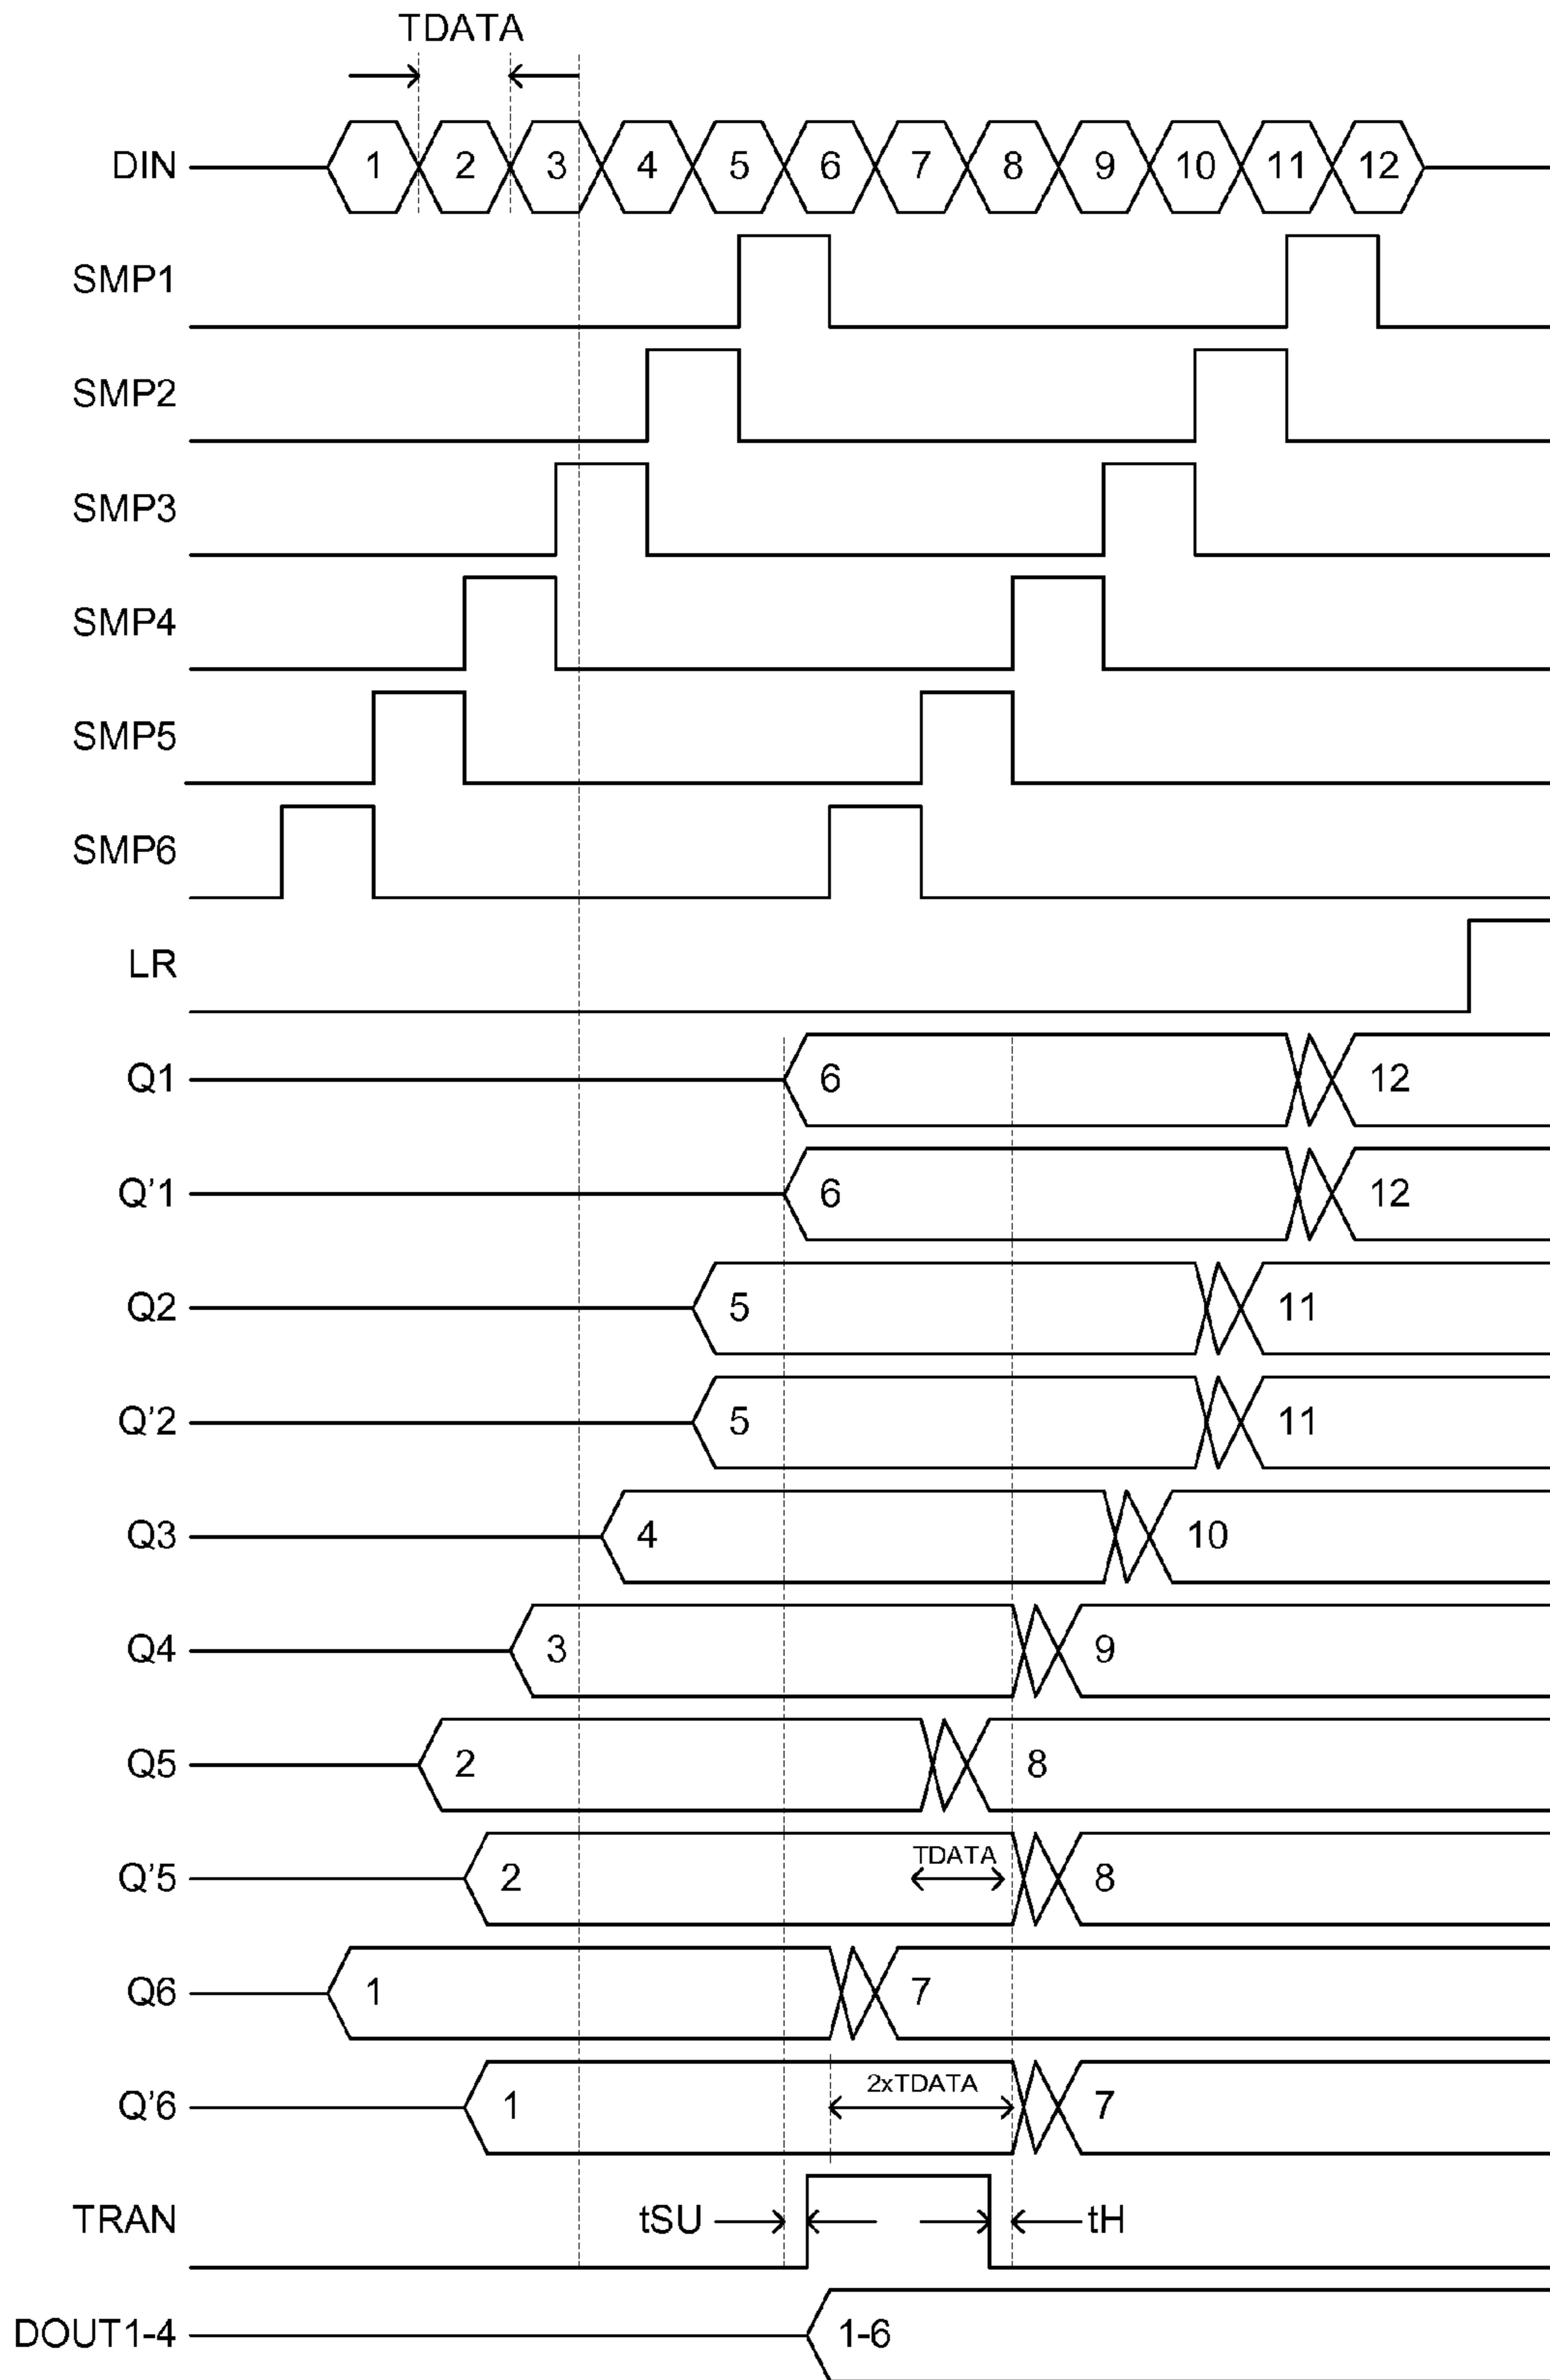 TDATA
DIN 1 2 3 4 5 6 7 8 9 10 11 12
SMP1
SMP2
SMP3
SMP4
SMP5
SMP6
LR
Q1 6 12
Q'1 6 12
Q2 5 11
Q'2 5 11
Q3 4 10
Q4 3 9
Q5 2 8
Q'5 2 TDATA 8
Q6 1 7
Q'6 1 2xTDATA 7
TRAN tSU tH
DOUT1-4 1-6